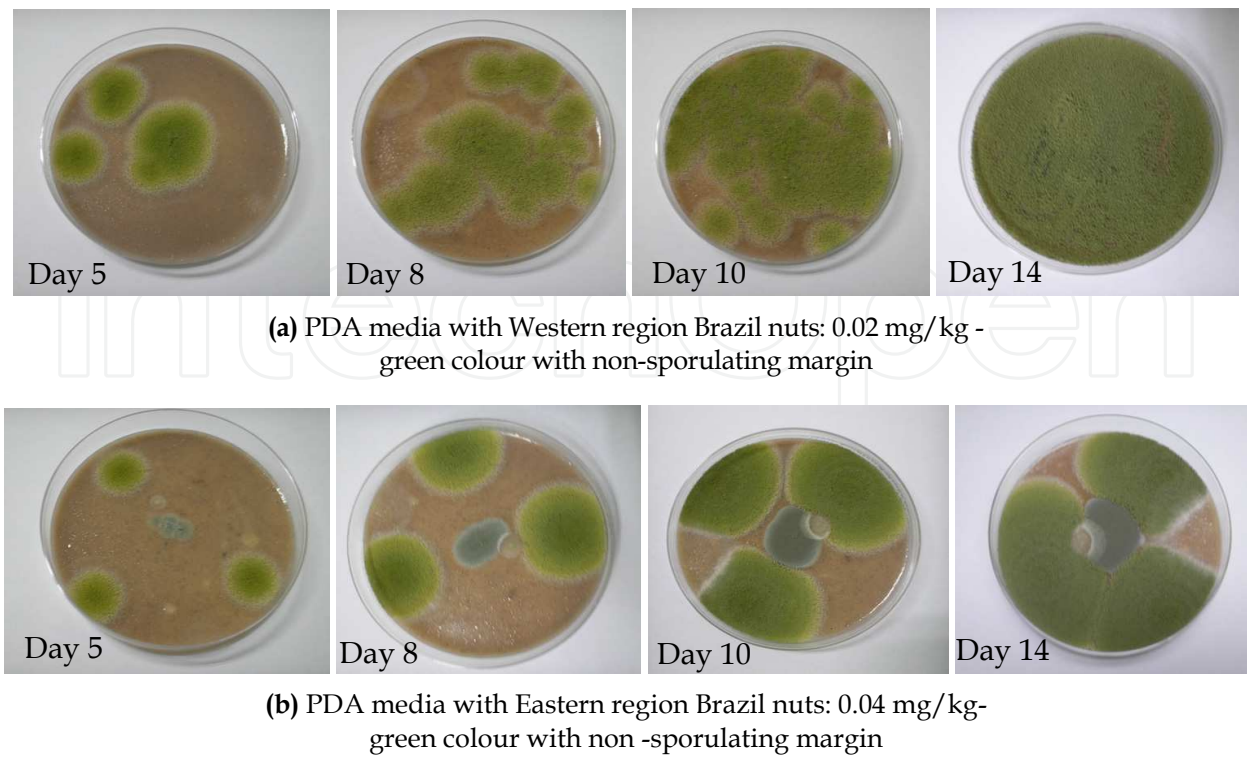 Day 5
Day 8
Day 10
Day 14
(a) PDA media with Western region Brazil nuts: 0.02 mg/kg -
green colour with non-sporulating margin
IntechOpen
Day 5
Day 8
Day 10
Day 14
(b) PDA media with Eastern region Brazil nuts: 0.04 mg/kg-
green colour with non -sporulating margin